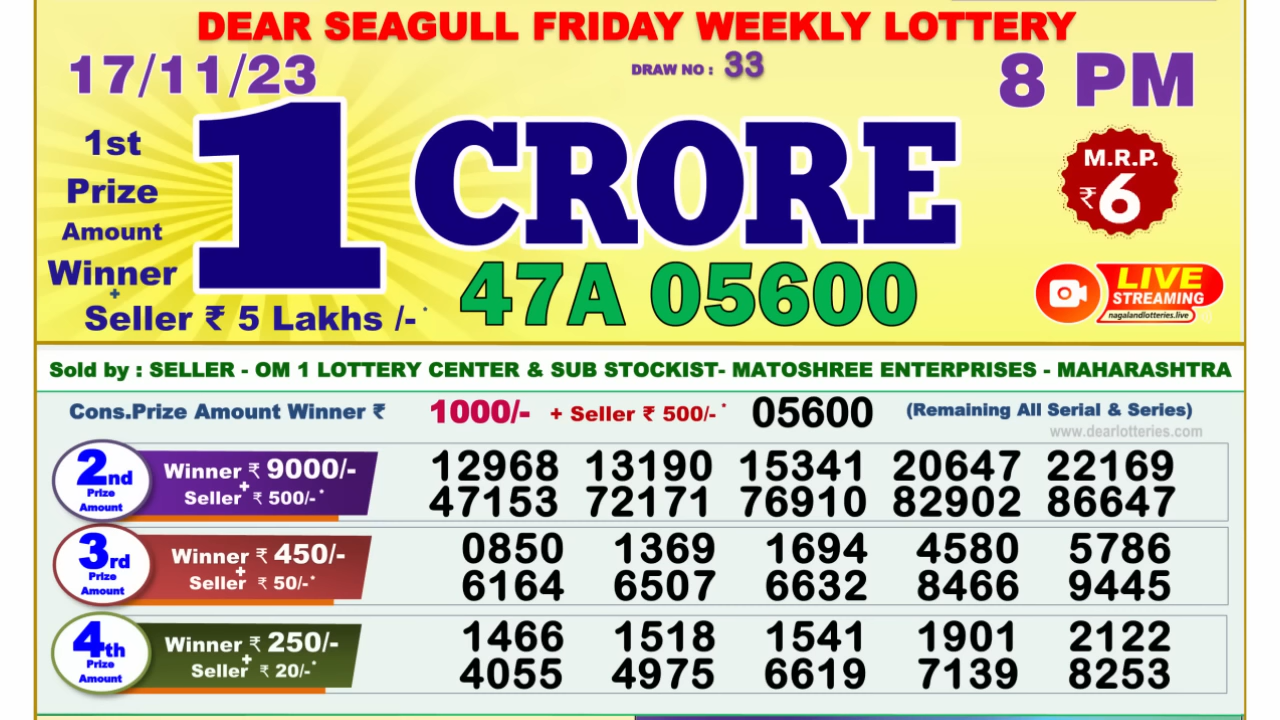 DEAR SEAGULL FRIDAY WEEKLY LOTTERY
17/11/23
DRAW NO : 33
8 PM
1st
Prize
Amount
Winner
+
Seller ₹ 5 Lakhs /-*
1 CRORE
47A 05600
M.R.P.
₹ 6
LIVE
STREAMING
nagalandlotteries.live
Sold by : SELLER - OM 1 LOTTERY CENTER & SUB STOCKIST- MATOSHREE ENTERPRISES - MAHARASHTRA
Cons.Prize Amount Winner ₹ 1000/- + Seller ₹ 500/-* 05600 (Remaining All Serial & Series)
www.dearlotteries.com
2nd
Prize
Amount
Winner ₹ 9000/-
+
Seller ₹ 500/-*
12968 13190 15341 20647 22169
47153 72171 76910 82902 86647
3rd
Prize
Amount
Winner ₹ 450/-
+
Seller ₹ 50/-*
0850 1369 1694 4580 5786
6164 6507 6632 8466 9445
4th
Prize
Amount
Winner ₹ 250/-
+
Seller ₹ 20/-*
1466 1518 1541 1901 2122
4055 4975 6619 7139 8253